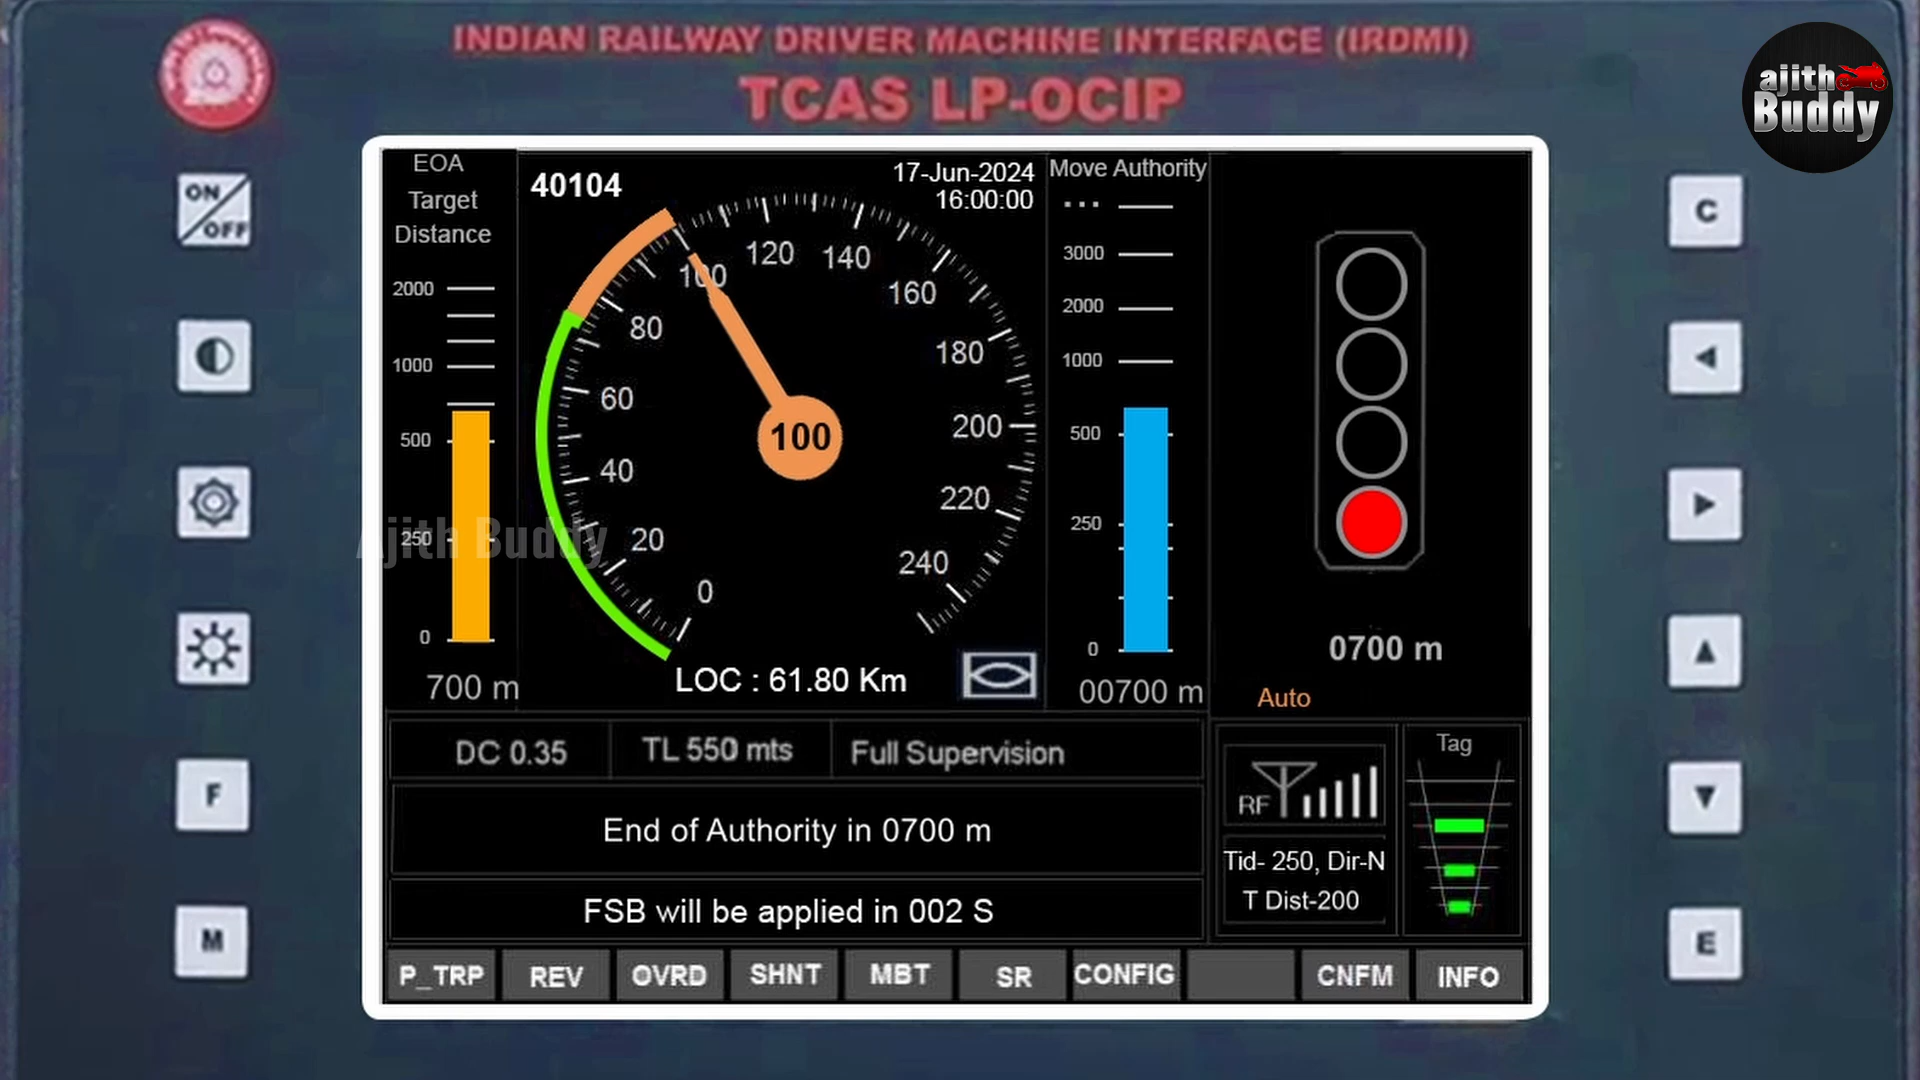 INDIAN RAILWAY DRIVER MACHINE INTERFACE (IRDMI)
TCAS LP-OCIP
ajith
Buddy
ON
OFF
F
M
C
E
EOA
Target
Distance
2000
1000
500
250
0
700 m
40104
17-Jun-2024
16:00:00
0
20
40
60
80
100
120
140
160
180
200
220
240
100
LOC : 61.80 Km
Move Authority
...
3000
2000
1000
500
250
0
00700 m
0700 m
Auto
Ajith Buddy
DC 0.35
TL 550 mts
Full Supervision
End of Authority in 0700 m
FSB will be applied in 002 S
RF
Tid- 250, Dir-N
T Dist-200
Tag
P_TRP
REV
OVRD
SHNT
MBT
SR
CONFIG
CNFM
INFO